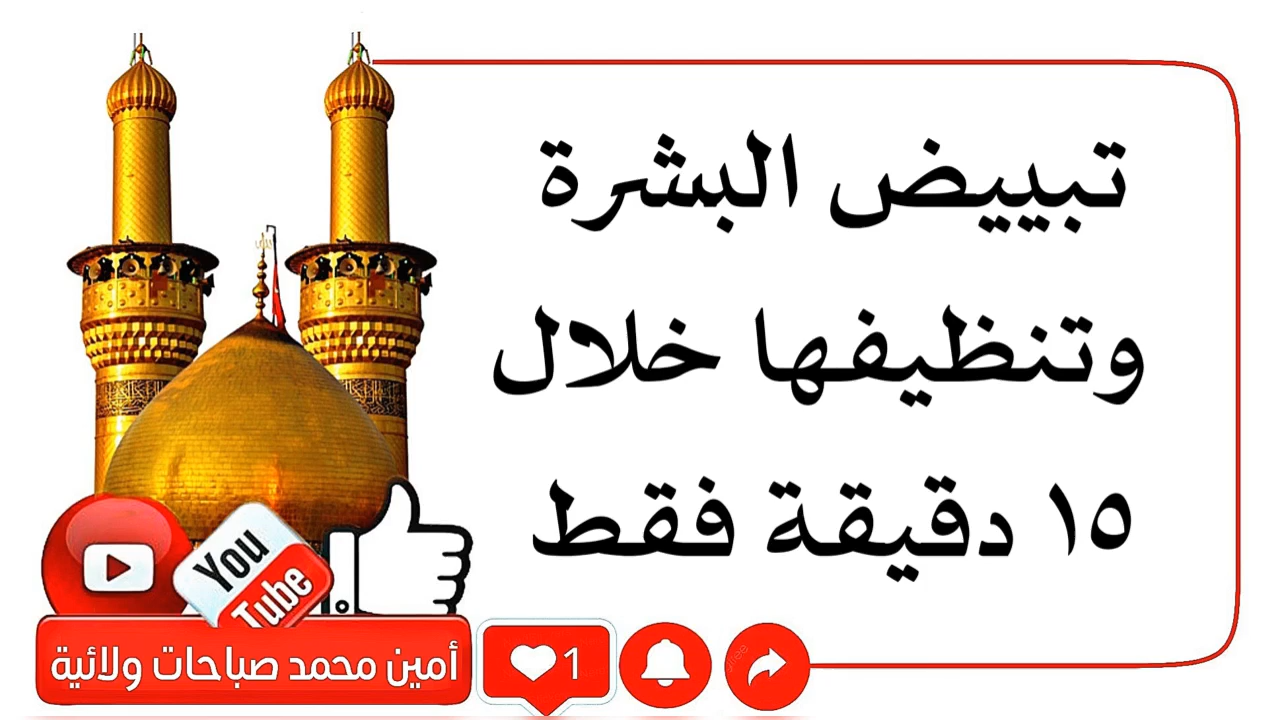 تبييض البشرة
وتنظيفها خلال
١٥ دقيقة فقط
You
Tube
أمين محمد صباحات ولائية
1